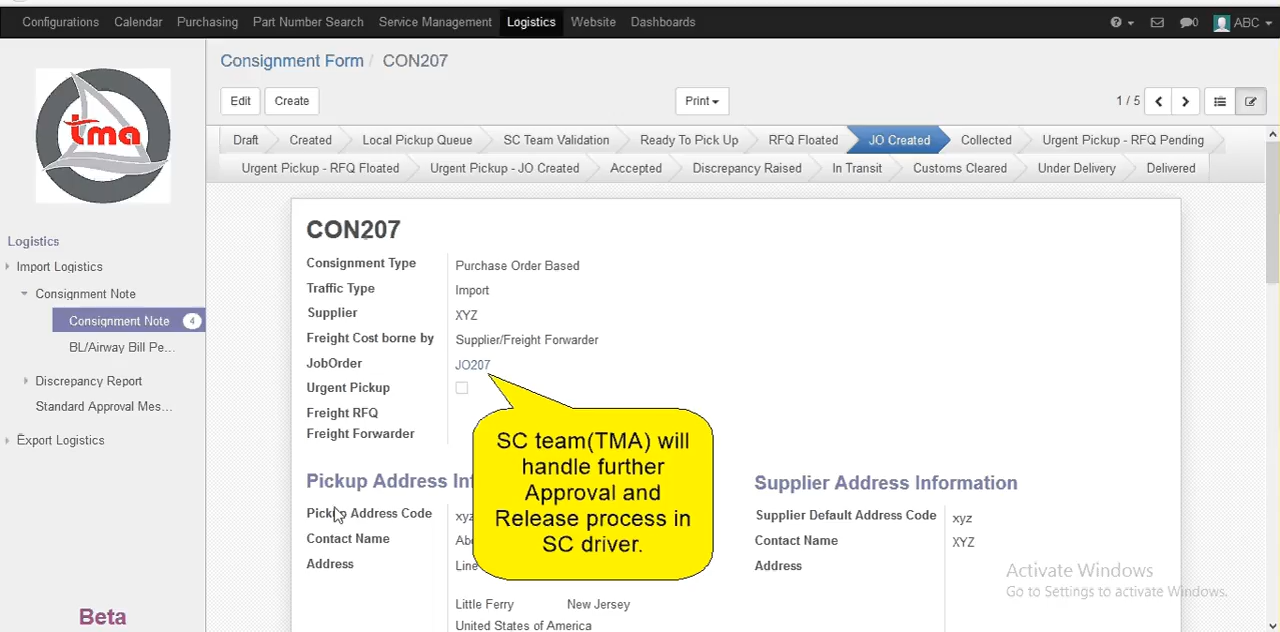 Configurations Calendar Purchasing Part Number Search Service Management Logistics Website Dashboards 0 ABC
tma
Consignment Form / CON207
Edit Create Print 1 / 5
Draft Created Local Pickup Queue SC Team Validation Ready To Pick Up RFQ Floated JO Created Collected Urgent Pickup - RFQ Pending
Urgent Pickup - RFQ Floated Urgent Pickup - JO Created Accepted Discrepancy Raised In Transit Customs Cleared Under Delivery Delivered
Logistics
Import Logistics
Consignment Note
Consignment Note 4
BL/Airway Bill Pe...
Discrepancy Report
Standard Approval Mes...
Export Logistics
Beta
CON207
Consignment Type Purchase Order Based
Traffic Type Import
Supplier XYZ
Freight Cost borne by Supplier/Freight Forwarder
JobOrder JO207
Urgent Pickup
Freight RFQ
Freight Forwarder
SC team(TMA) will
handle further
Approval and
Release process in
SC driver.
Pickup Address
Pickup Address Code xyz
Contact Name
Address Line
Little Ferry New Jersey
United States of America
Supplier Address Information
Supplier Default Address Code xyz
Contact Name XYZ
Address
Activate Windows
Go to Settings to activate Windows.